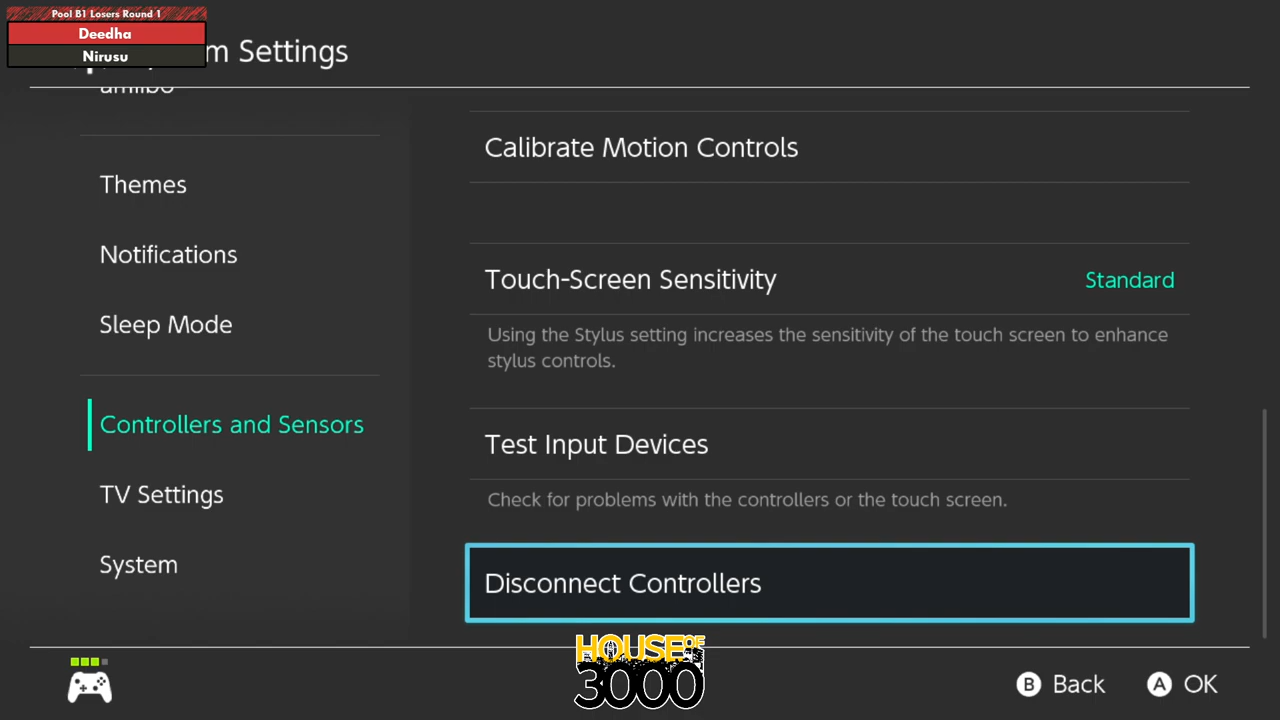 Pool B1 Losers Round 1
Deedha
Nirusu
m Settings
amiibo
Themes
Notifications
Sleep Mode
Controllers and Sensors
TV Settings
System
Calibrate Motion Controls
Touch-Screen Sensitivity Standard
Using the Stylus setting increases the sensitivity of the touch screen to enhance
stylus controls.
Test Input Devices
Check for problems with the controllers or the touch screen.
Disconnect Controllers
HOUSE OF
3000
B Back A OK